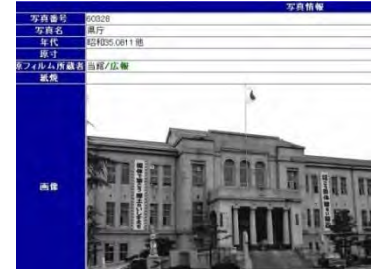 写真情報
写真番号 60328
写真名 県庁
年代 昭和35.0811 他
原寸
原フィルム所蔵者 当館/広報
紙焼
画像